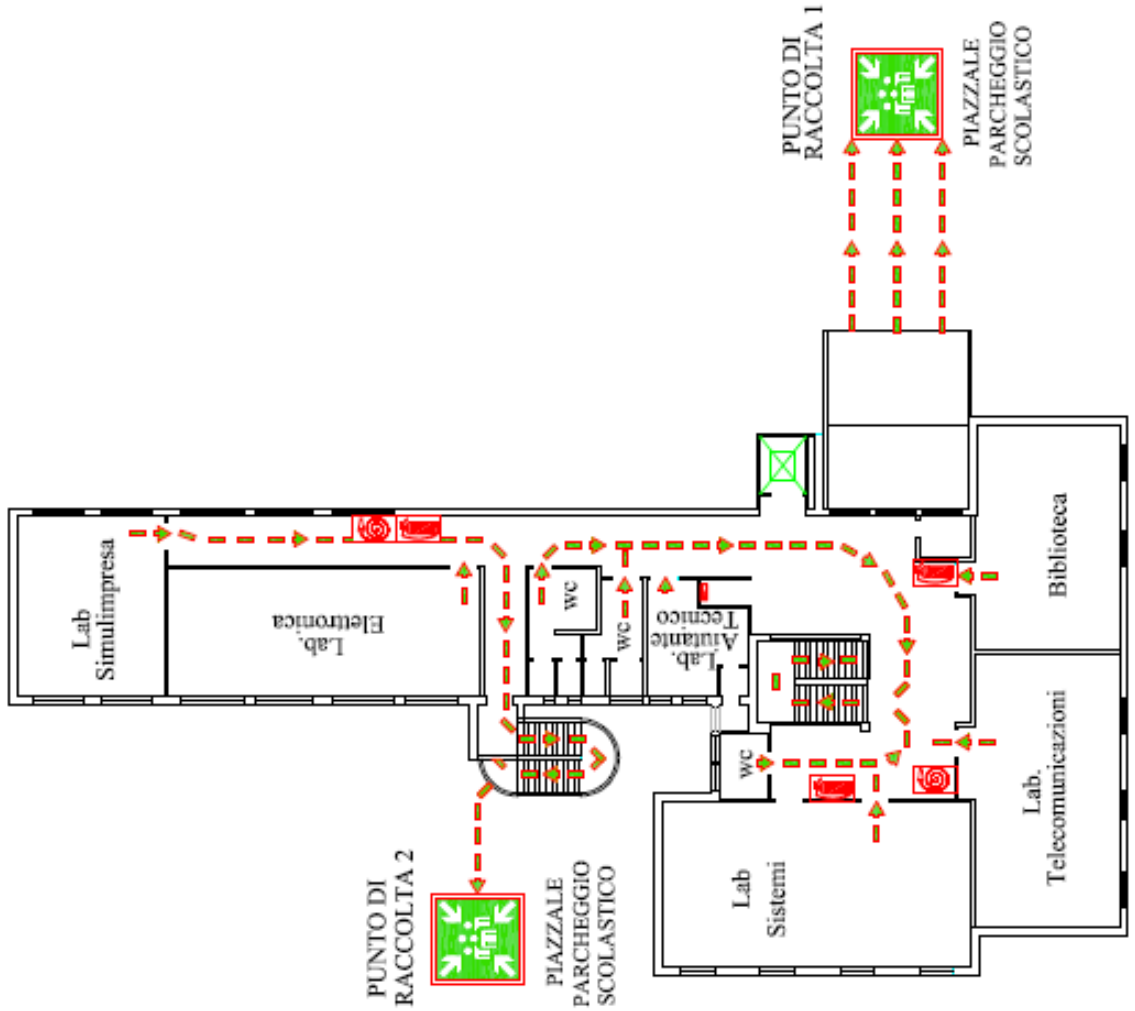 PUNTO DI
RACCOLTA 1
PIAZZALE
PARCHEGGIO
SCOLASTICO
Lab
Simulimpresa
Lab.
Elettronica
wc
wc
Lab.
Aiutante
Tecnico
Biblioteca
wc
Lab.
Telecomunicazioni
Lab
Sistemi
PUNTO DI
RACCOLTA 2
PIAZZALE
PARCHEGGIO
SCOLASTICO